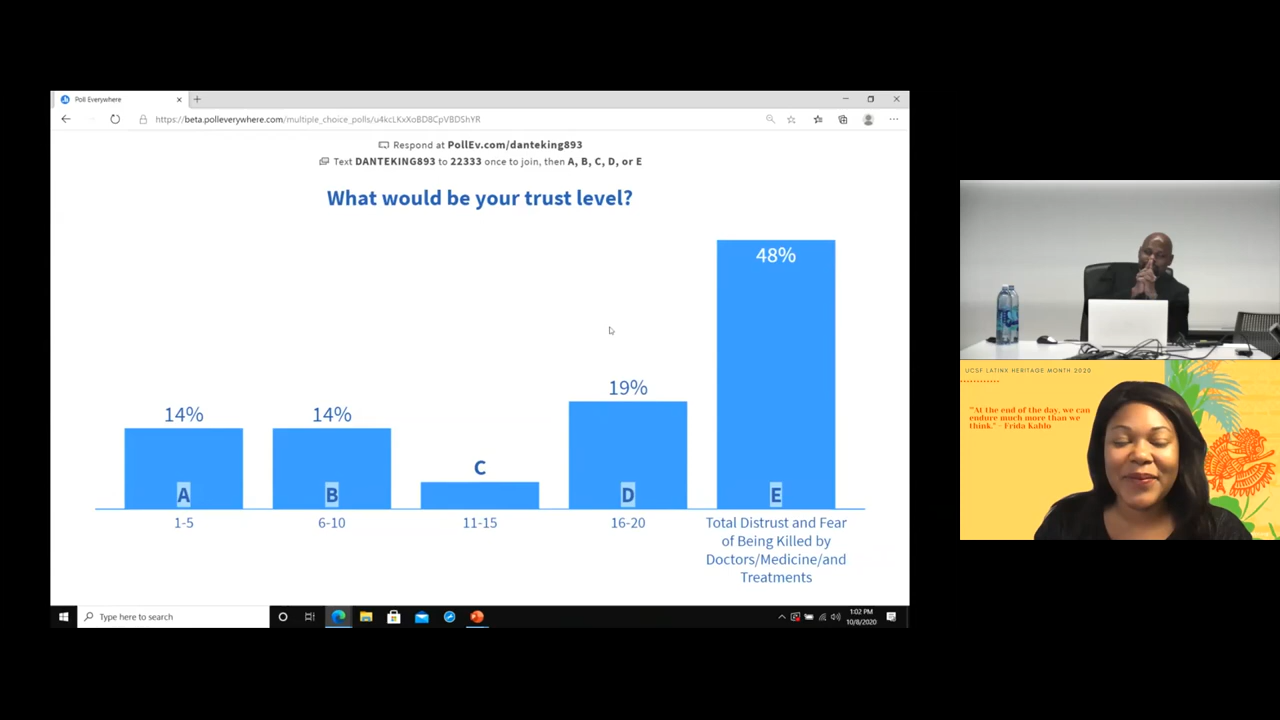 Poll Everywhere
https://beta.polleverywhere.com/multiple_choice_polls/u4kcLKxXoBD8CpVBDShYR
Respond at PollEv.com/danteking893
Text DANTEKING893 to 22333 once to join, then A, B, C, D, or E
What would be your trust level?
48%
19%
14%
14%
C
A
B
D
E
1-5
6-10
11-15
16-20
Total Distrust and Fear
of Being Killed by
Doctors/Medicine/and
Treatments
Type here to search
1:02 PM
10/8/2020
UCSF LATINX HERITAGE MONTH 2020
"At the end of the day, we can
endure much more than we
think." - Frida Kahlo